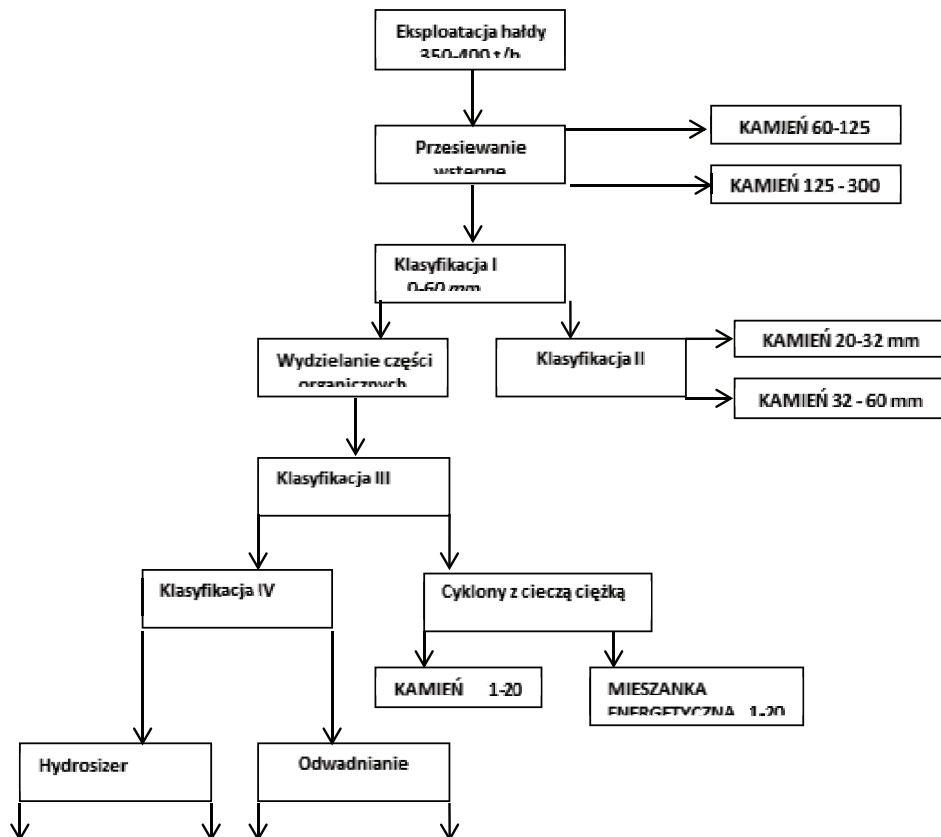 Eksploatacja hałdy
350-400 t/h
KAMIEŃ 60-125
Przesiewanie
wstępne
KAMIEŃ 125 - 300
Klasyfikacja I
0-60 mm
Wydzielanie części
organicznych
Klasyfikacja II
KAMIEŃ 20-32 mm
KAMIEŃ 32 - 60 mm
Klasyfikacja III
Klasyfikacja IV
Cyklony z cieczą ciężką
KAMIEŃ 1-20
MIESZANKA
ENERGETYCZNA 1-20
Hydrosizer
Odwadnianie